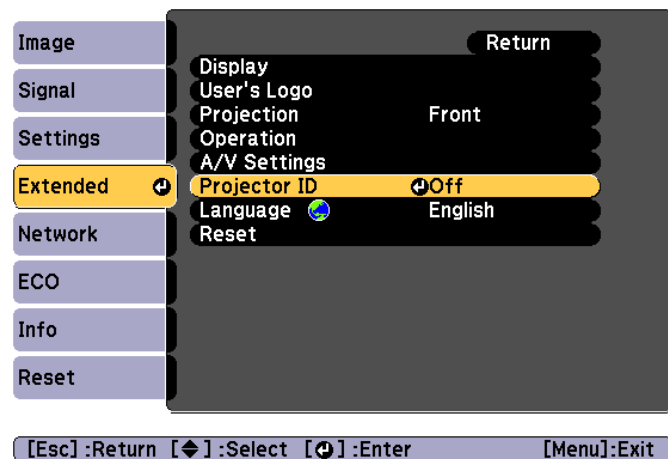 Image
Signal
Settings
Extended
Network
ECO
Info
Reset
Return
Display
User's Logo
Projection Front
Operation
A/V Settings
Projector ID Off
Language English
Reset
[Esc] :Return [◆] :Select [⏎] :Enter [Menu]:Exit